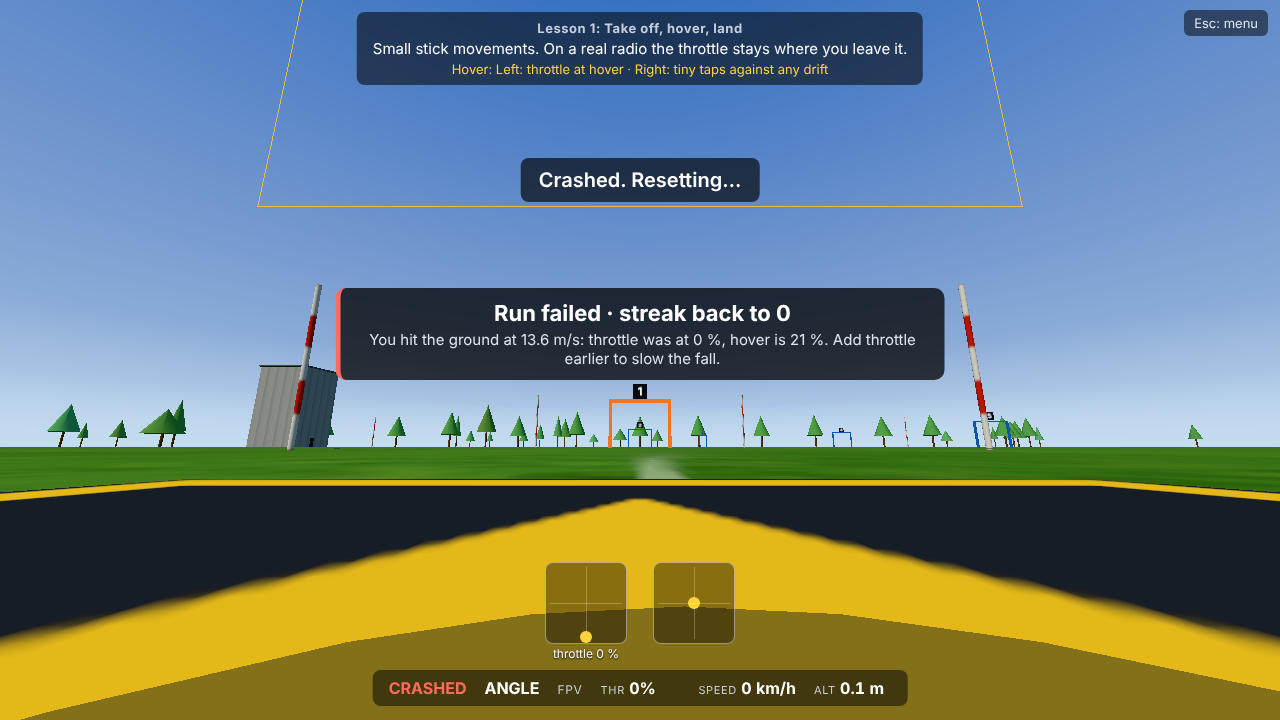 Lesson 1: Take off, hover, land
Small stick movements. On a real radio the throttle stays where you leave it.
Hover: Left: throttle at hover · Right: tiny taps against any drift
Esc: menu
Crashed. Resetting…
Run failed · streak back to 0
You hit the ground at 13.6 m/s: throttle was at 0 %, hover is 21 %. Add throttle
earlier to slow the fall.
1
throttle 0 %
CRASHED ANGLE FPV THR 0% SPEED 0 km/h ALT 0.1 m